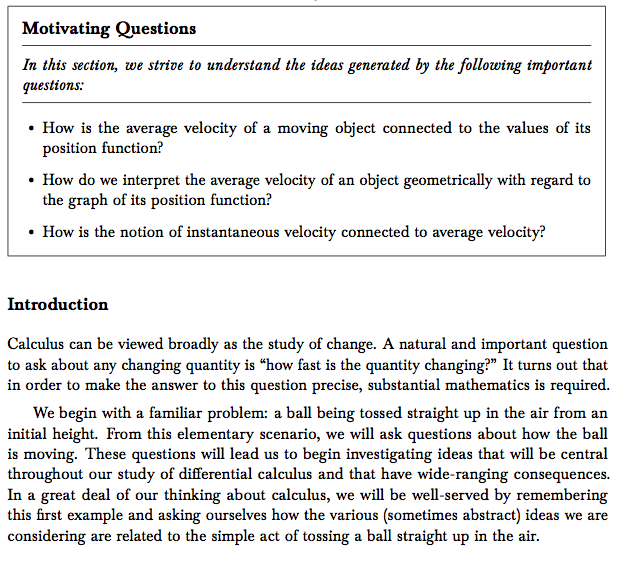 Motivating Questions
In this section, we strive to understand the ideas generated by the following important
questions:
• How is the average velocity of a moving object connected to the values of its
position function?
• How do we interpret the average velocity of an object geometrically with regard to
the graph of its position function?
• How is the notion of instantaneous velocity connected to average velocity?
Introduction
Calculus can be viewed broadly as the study of change. A natural and important question
to ask about any changing quantity is “how fast is the quantity changing?” It turns out that
in order to make the answer to this question precise, substantial mathematics is required.
We begin with a familiar problem: a ball being tossed straight up in the air from an
initial height. From this elementary scenario, we will ask questions about how the ball
is moving. These questions will lead us to begin investigating ideas that will be central
throughout our study of differential calculus and that have wide-ranging consequences.
In a great deal of our thinking about calculus, we will be well-served by remembering
this first example and asking ourselves how the various (sometimes abstract) ideas we are
considering are related to the simple act of tossing a ball straight up in the air.